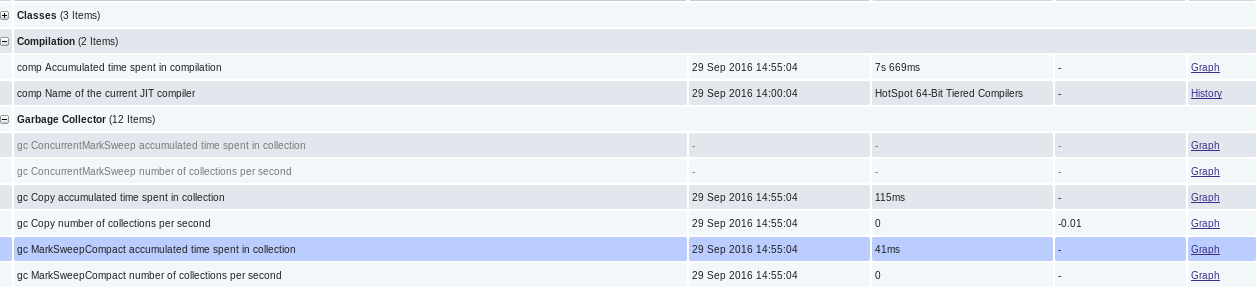 Classes (3 Items)
Compilation (2 Items)
comp Accumulated time spent in compilation 29 Sep 2016 14:55:04 7s 669ms - Graph
comp Name of the current JIT compiler 29 Sep 2016 14:00:04 HotSpot 64-Bit Tiered Compilers - History
Garbage Collector (12 Items)
gc ConcurrentMarkSweep accumulated time spent in collection - - - Graph
gc ConcurrentMarkSweep number of collections per second - - - Graph
gc Copy accumulated time spent in collection 29 Sep 2016 14:55:04 115ms - Graph
gc Copy number of collections per second 29 Sep 2016 14:55:04 0 -0.01 Graph
gc MarkSweepCompact accumulated time spent in collection 29 Sep 2016 14:55:04 41ms - Graph
gc MarkSweepCompact number of collections per second 29 Sep 2016 14:55:04 0 - Graph